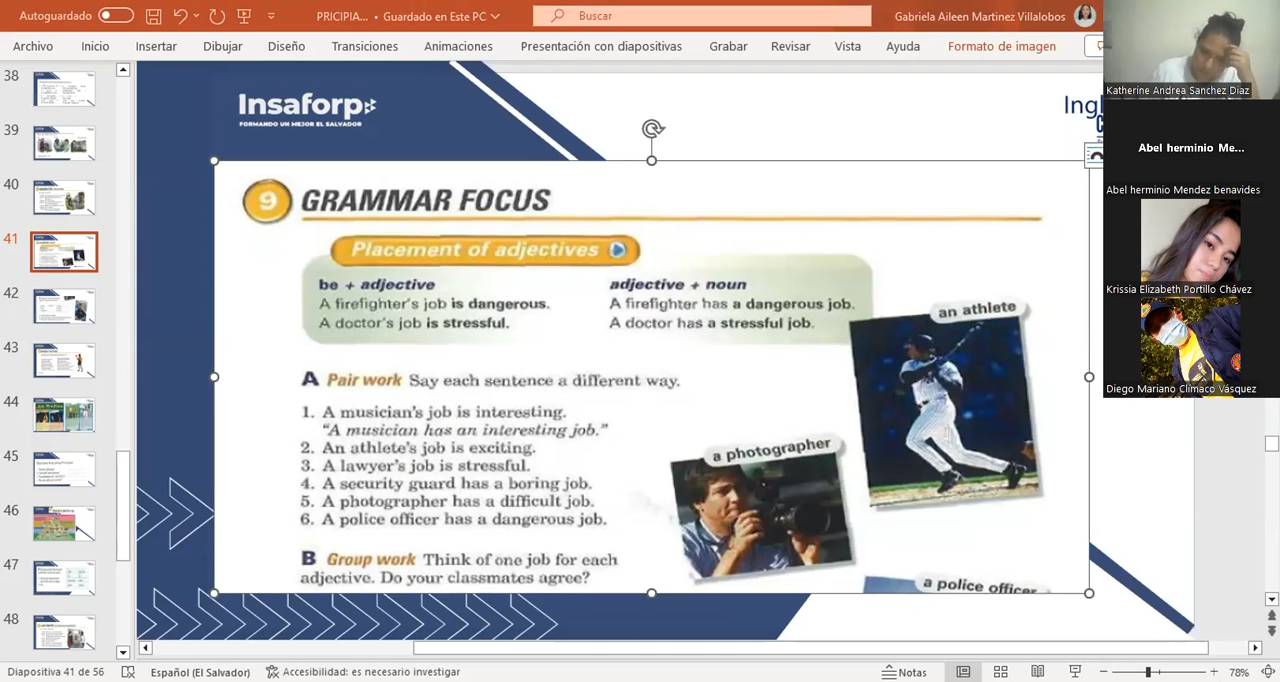 Autoguardado
PRICIPIA... • Guardado en Este PC
Buscar
Gabriela Aileen Martinez Villalobos
Archivo Inicio Insertar Dibujar Diseño Transiciones Animaciones Presentación con diapositivas Grabar Revisar Vista Ayuda Formato de imagen
38
39
40
41
42
43
44
45
46
47
48
Insaforp
FORMANDO UN MEJOR EL SALVADOR
9 GRAMMAR FOCUS
Placement of adjectives
be + adjective
A firefighter's job is dangerous.
A doctor's job is stressful.
adjective + noun
A firefighter has a dangerous job.
A doctor has a stressful job.
A Pair work Say each sentence a different way.
1. A musician's job is interesting.
"A musician has an interesting job."
2. An athlete's job is exciting.
3. A lawyer's job is stressful.
4. A security guard has a boring job.
5. A photographer has a difficult job.
6. A police officer has a dangerous job.
B Group work Think of one job for each
adjective. Do your classmates agree?
an athlete
a photographer
a police officer
Katherine Andrea Sanchez Diaz
Abel herminio Me...
Abel herminio Mendez benavides
Krissia Elizabeth Portillo Chávez
Diego Mariano Climaco Vásquez
Diapositiva 41 de 56
Español (El Salvador)
Accesibilidad: es necesario investigar
Notas
78%